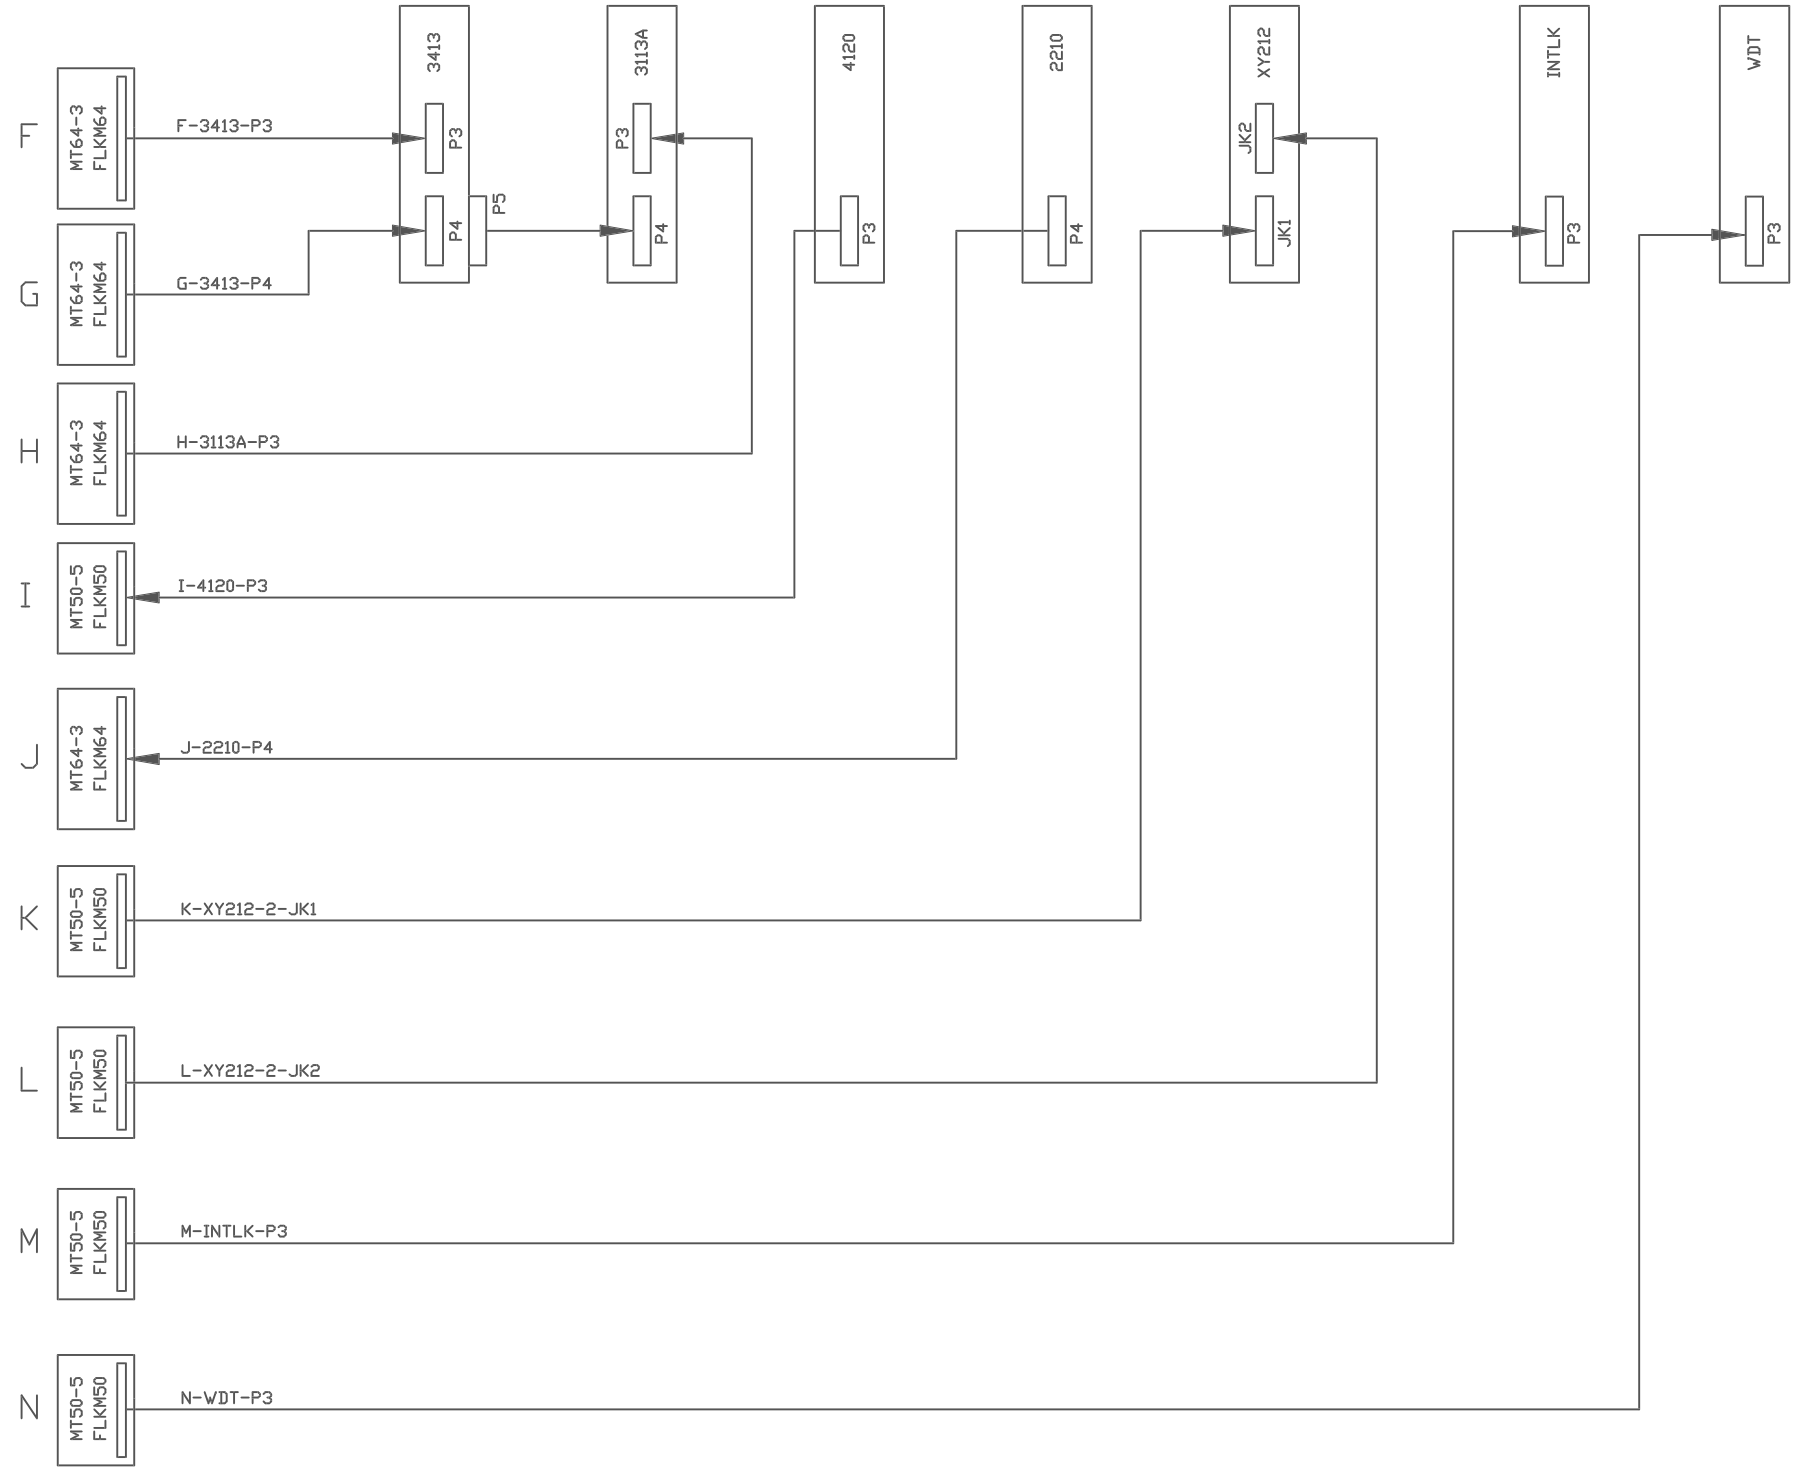 3413
3113A
4120
2210
XY212
INTLK
WDT
F
MT64-3
FLKM64
F-3413-P3
P3
P3
JK2
G
MT64-3
FLKM64
G-3413-P4
P4
P5
P4
P3
P4
JK1
P3
P3
H
MT64-3
FLKM64
H-3113A-P3
I
MT50-5
FLKM50
I-4120-P3
J
MT64-3
FLKM64
J-2210-P4
K
MT50-5
FLKM50
K-XY212-2-JK1
L
MT50-5
FLKM50
L-XY212-2-JK2
M
MT50-5
FLKM50
M-INTLK-P3
N
MT50-5
FLKM50
N-WDT-P3